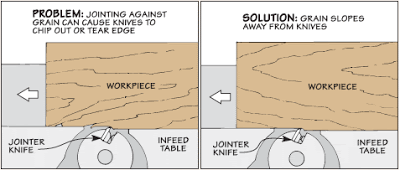 PROBLEM: JOINTING AGAINST
GRAIN CAN CAUSE KNIVES TO
CHIP OUT OR TEAR EDGE
WORKPIECE
JOINTER
KNIFE
INFEED
TABLE
SOLUTION: GRAIN SLOPES
AWAY FROM KNIVES
WORKPIECE
JOINTER
KNIFE
INFEED
TABLE